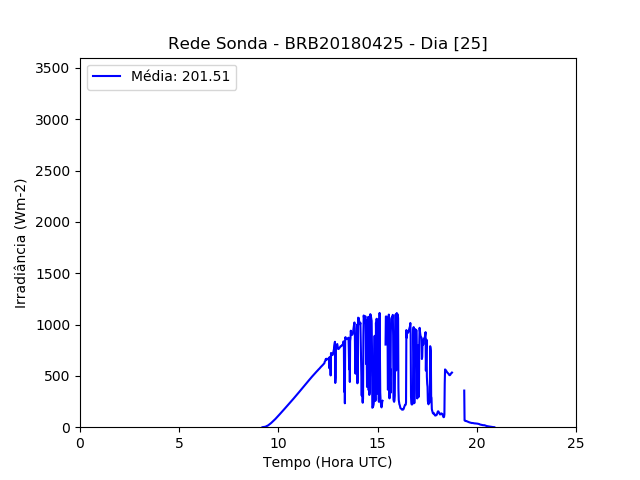 Rede Sonda - BRB20180425 - Dia [25]
Média: 201.51
3500
3000
2500
2000
1500
1000
500
0
Irradiância (Wm-2)
0 5 10 15 20 25
Tempo (Hora UTC)